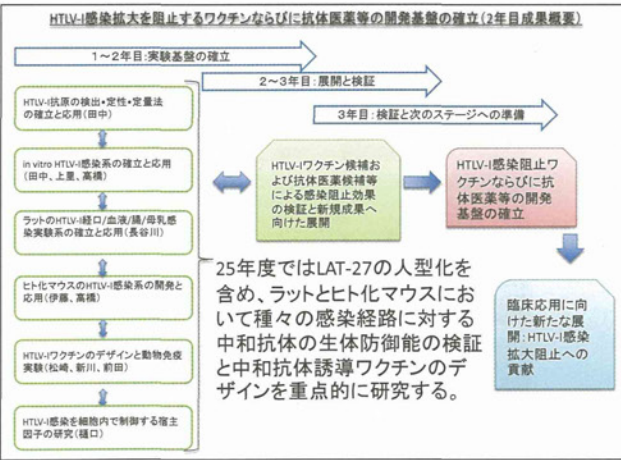 HTLV-I感染拡大を阻止するワクチンならびに抗体医薬等の開発基盤の確立(2年目成果概要)
1～2年目:実験基盤の確立
2～3年目:展開と検証
3年目:検証と次のステージへの準備
HTLV-I抗原の検出・定性・定量法
の確立と応用(田中)
in vitro HTLV-I感染系の確立と応用
(田中、上里、高橋)
ラットのHTLV-I経口/血液/腸/母乳感
染実験系の確立と応用(長谷川)
ヒト化マウスのHTLV-I感染系の開発と
応用(伊藤、高橋)
HTLV-Iワクチンのデザインと動物免疫
実験(松崎、新川、前田)
HTLV-I感染を細胞内で制御する宿主
因子の研究(樋口)
HTLV-Iワクチン候補お
よび抗体医薬候補等
による感染阻止効果
の検証と新規成果へ
向けた展開
HTLV-I感染阻止ワ
クチンならびに抗
体医薬等の開発
基盤の確立
25年度ではLAT-27の人型化を
含め、ラットとヒト化マウスにおい
て種々の感染経路に対する
中和抗体の生体防御能の検証
と中和抗体誘導ワクチンのデ
ザインを重点的に研究する。
臨床応用に向
けた新たな展
開:HTLV-I感染
拡大阻止への
貢献